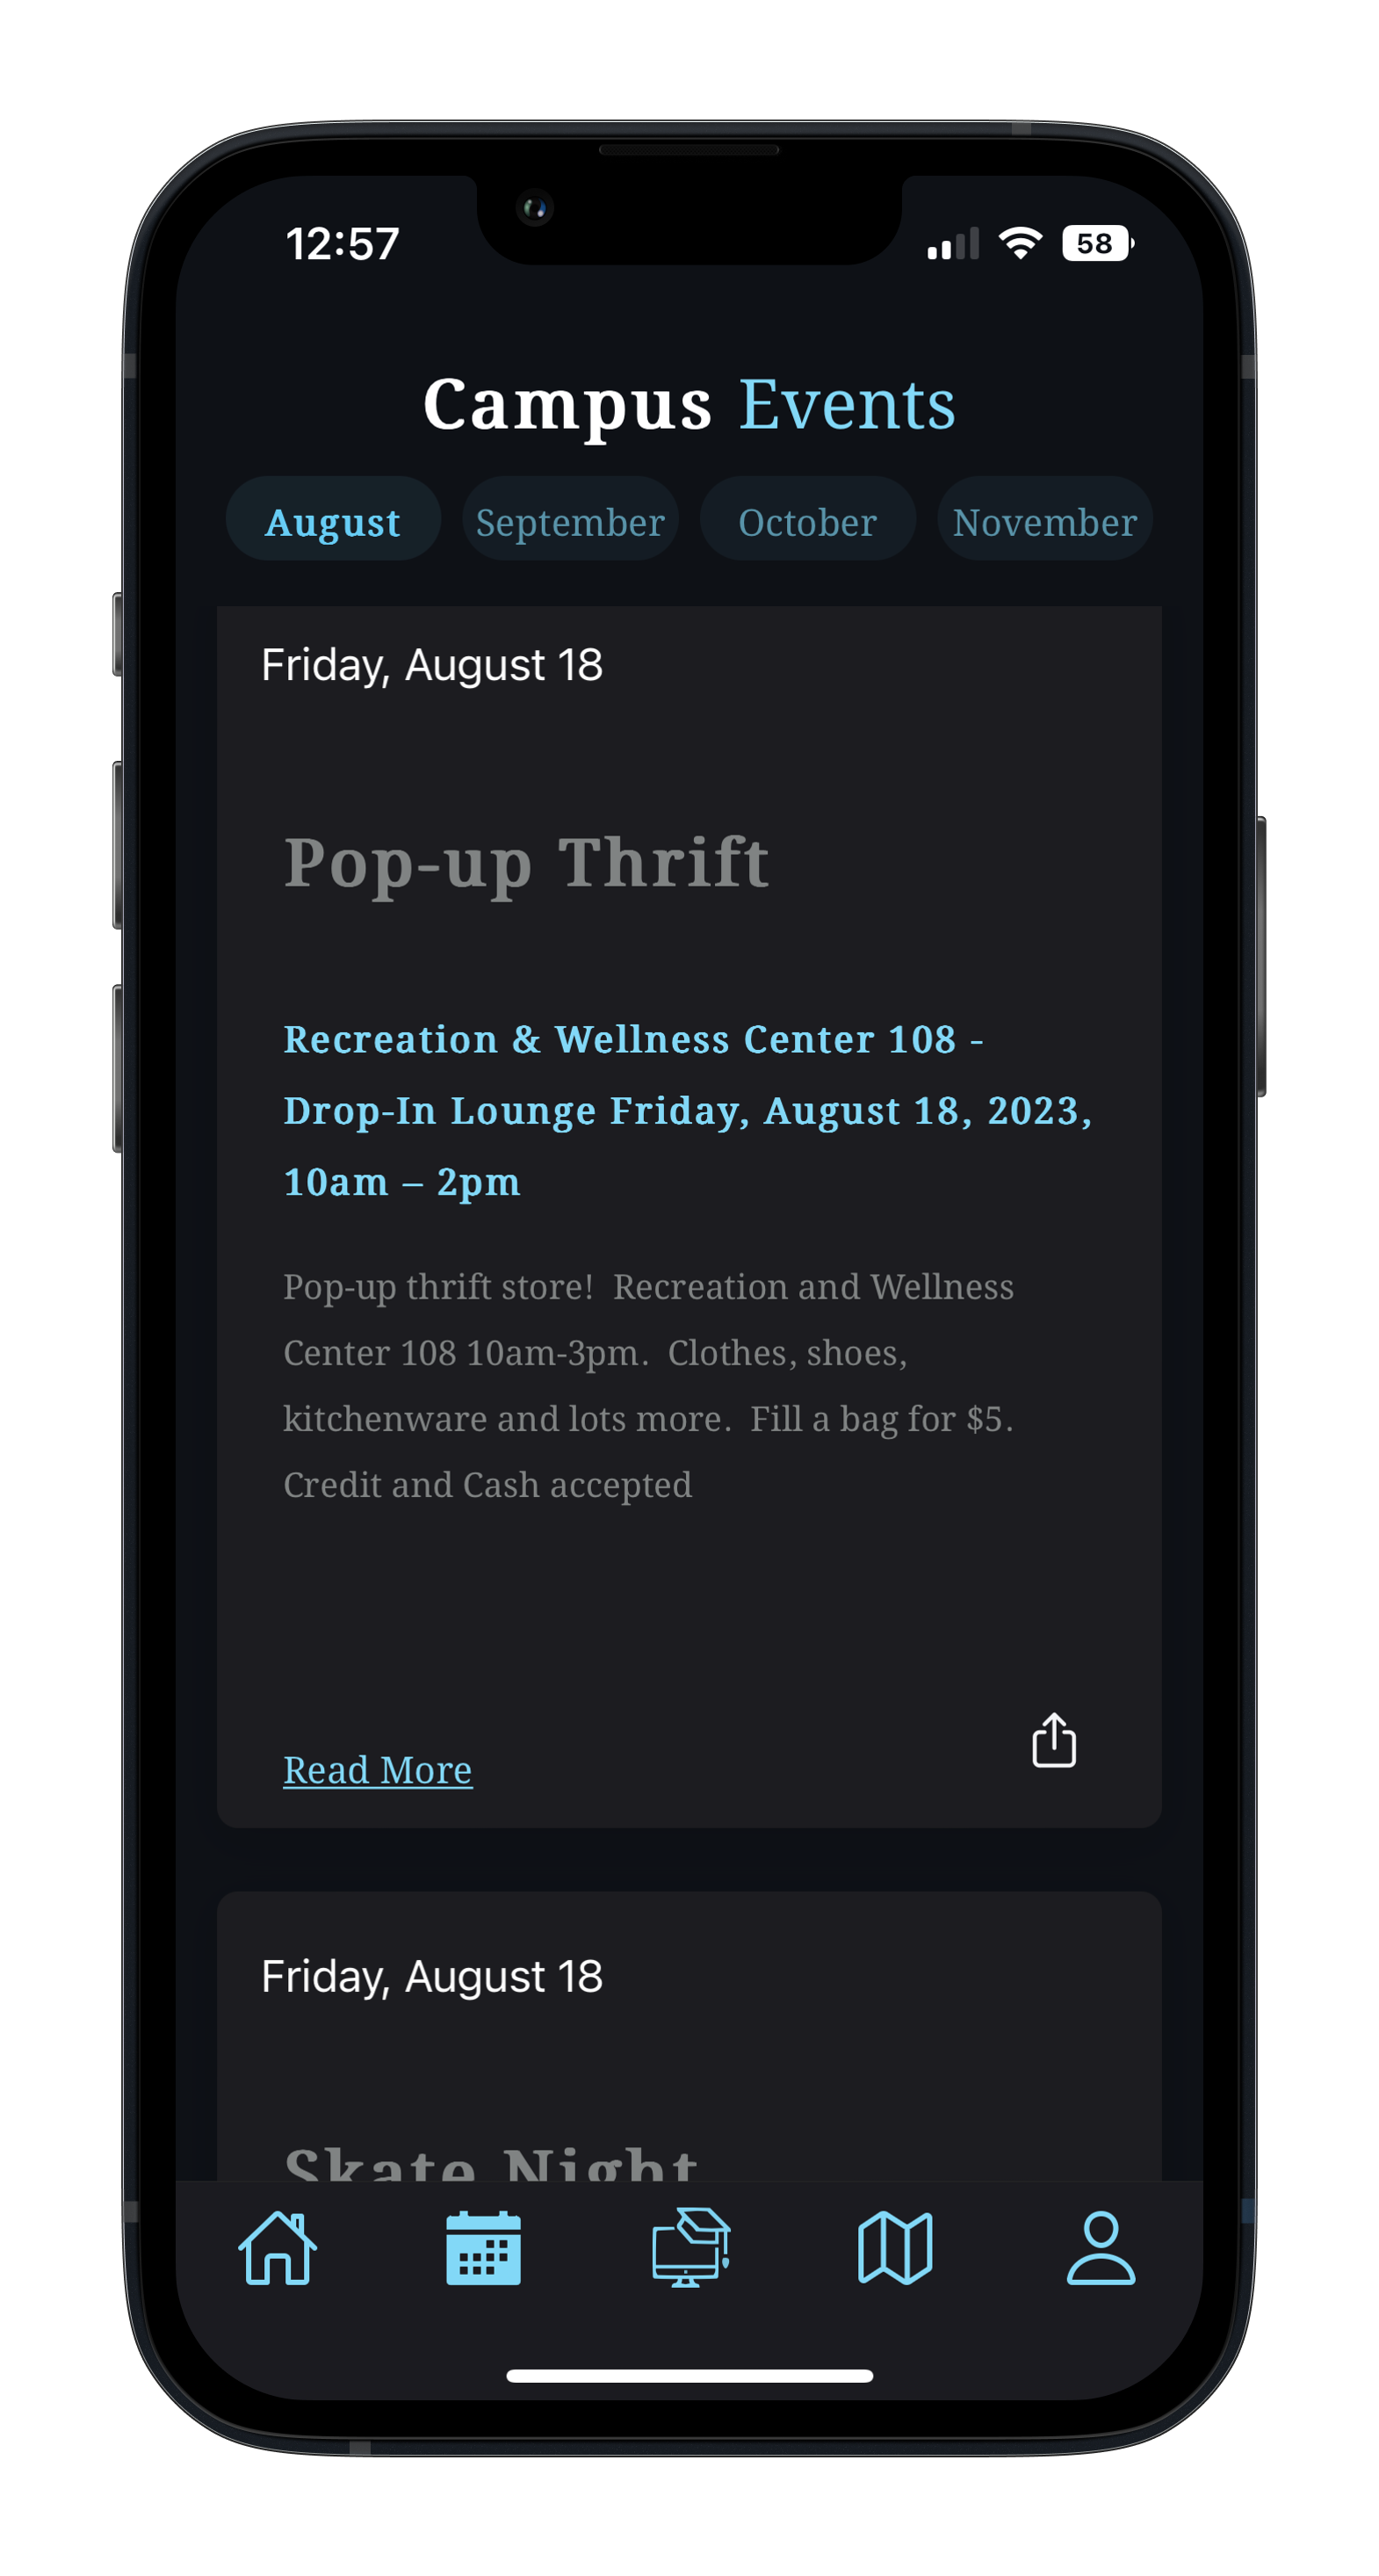 12:57
58
Campus Events
August September October November
Friday, August 18
Pop-up Thrift
Recreation & Wellness Center 108 -
Drop-In Lounge Friday, August 18, 2023,
10am – 2pm
Pop-up thrift store!  Recreation and Wellness
Center 108 10am-3pm.  Clothes, shoes,
kitchenware and lots more.  Fill a bag for $5.
Credit and Cash accepted
Read More
Friday, August 18
Skate Night